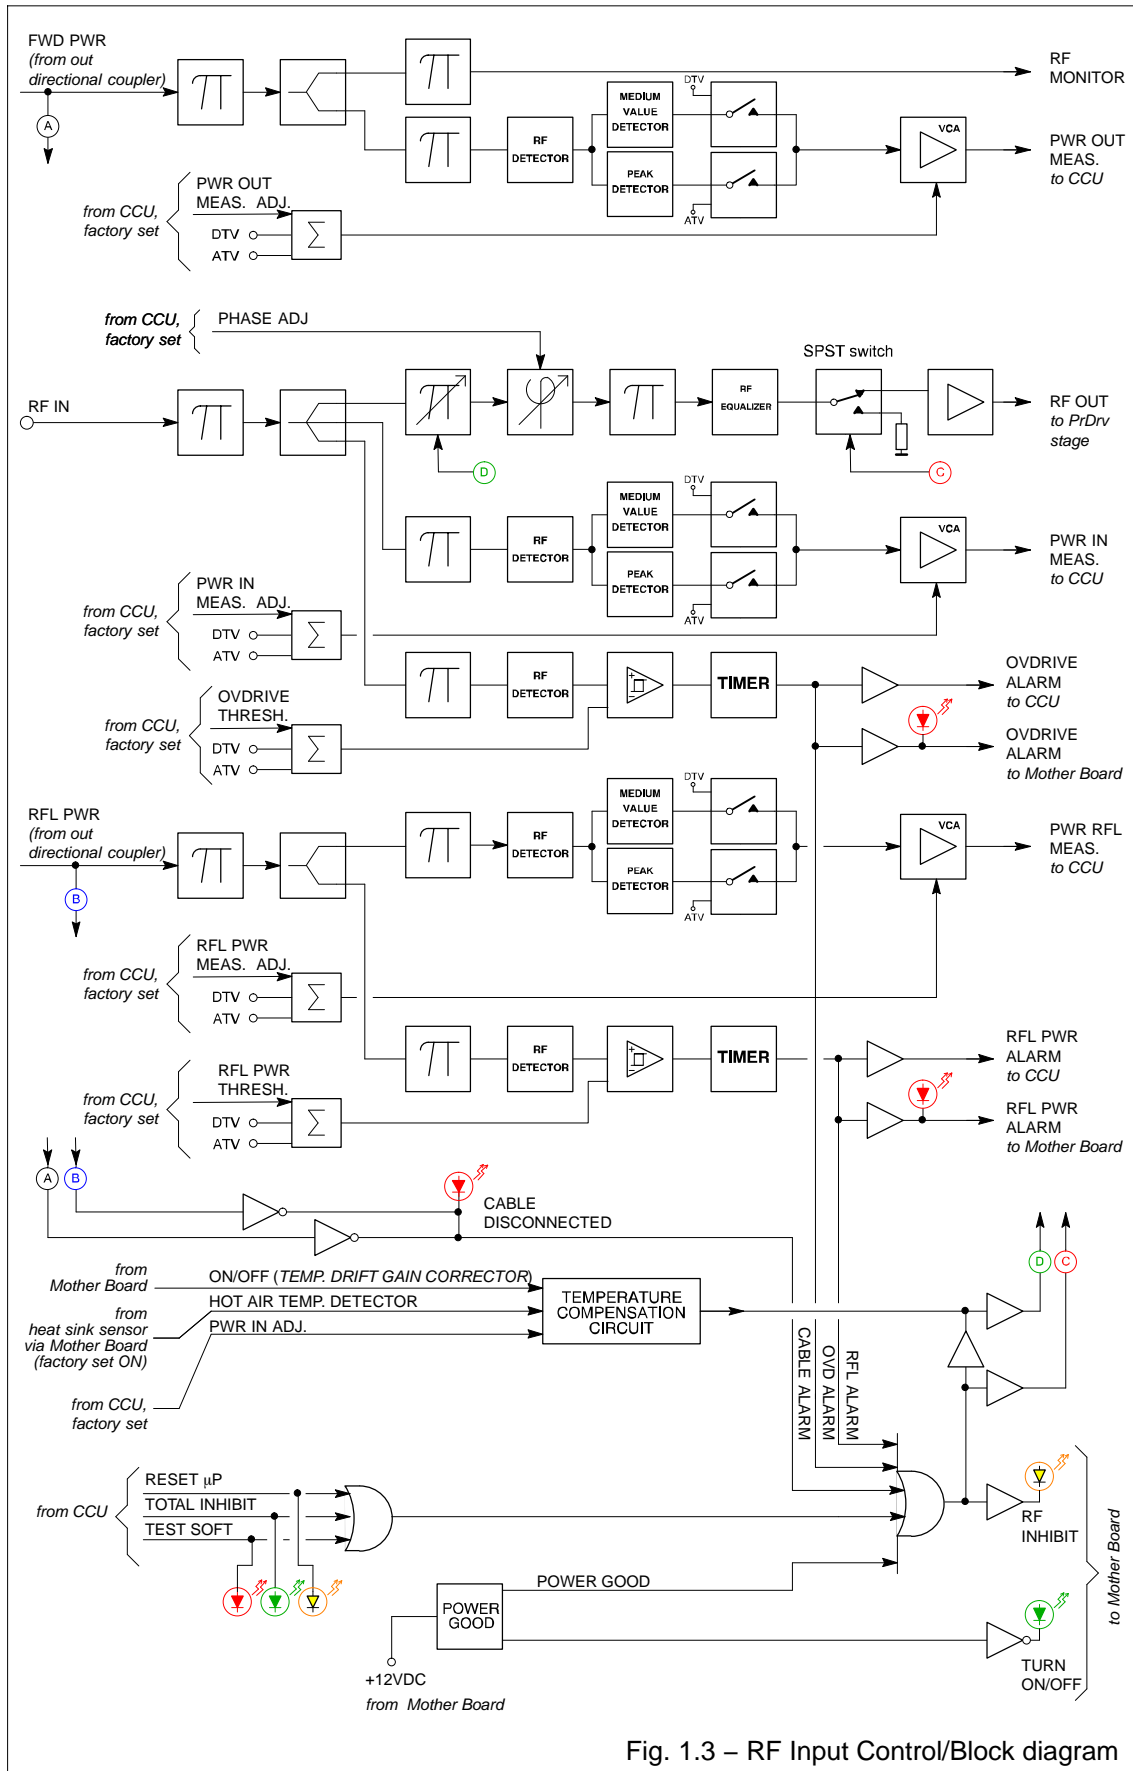 FWD PWR
(from out
directional coupler)
A
RF
MONITOR
MEDIUM
VALUE
DETECTOR
DTV
RF
DETECTOR
PEAK
DETECTOR
ATV
VCA
PWR OUT
MEAS.
to CCU
from CCU,
factory set
PWR OUT
MEAS. ADJ.
DTV
ATV
Σ
from CCU,
factory set
PHASE ADJ
SPST switch
RF IN
φ
RF
EQUALIZER
RF OUT
to PrDrv
stage
D
C
MEDIUM
VALUE
DETECTOR
DTV
RF
DETECTOR
PEAK
DETECTOR
ATV
VCA
PWR IN
MEAS.
to CCU
from CCU,
factory set
PWR IN
MEAS. ADJ.
DTV
ATV
Σ
RF
DETECTOR
+
−
TIMER
OVDRIVE
ALARM
to CCU
from CCU,
factory set
OVDRIVE
THRESH.
DTV
ATV
Σ
OVDRIVE
ALARM
to Mother Board
RFL PWR
(from out
directional coupler)
B
MEDIUM
VALUE
DETECTOR
DTV
RF
DETECTOR
PEAK
DETECTOR
ATV
VCA
PWR RFL
MEAS.
to CCU
from CCU,
factory set
RFL PWR
MEAS. ADJ.
DTV
ATV
Σ
RF
DETECTOR
+
−
TIMER
RFL PWR
ALARM
to CCU
from CCU,
factory set
RFL PWR
THRESH.
DTV
ATV
Σ
RFL PWR
ALARM
to Mother Board
A
B
CABLE
DISCONNECTED
D
C
from
Mother Board
ON/OFF (TEMP. DRIFT GAIN CORRECTOR)
from
heat sink sensor
via Mother Board
(factory set ON)
HOT AIR TEMP. DETECTOR
PWR IN ADJ.
from CCU,
factory set
TEMPERATURE
COMPENSATION
CIRCUIT
CABLE ALARM
OVD ALARM
RFL ALARM
from CCU
RESET μP
TOTAL INHIBIT
TEST SOFT
RF
INHIBIT
POWER GOOD
POWER
GOOD
+12VDC
from Mother Board
TURN
ON/OFF
to Mother Board
Fig. 1.3 – RF Input Control/Block diagram